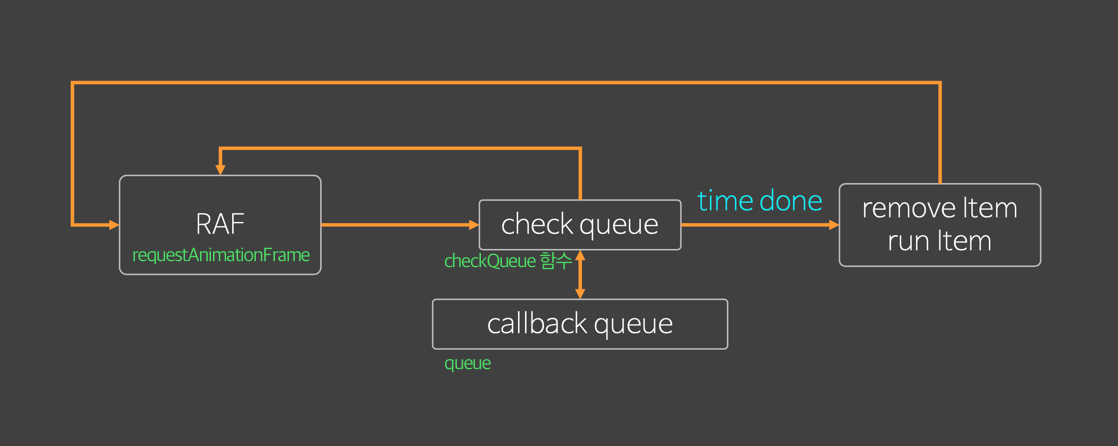 RAF
requestAnimationFrame
check queue
checkQueue 함수
time done
remove Item
run Item
callback queue
queue